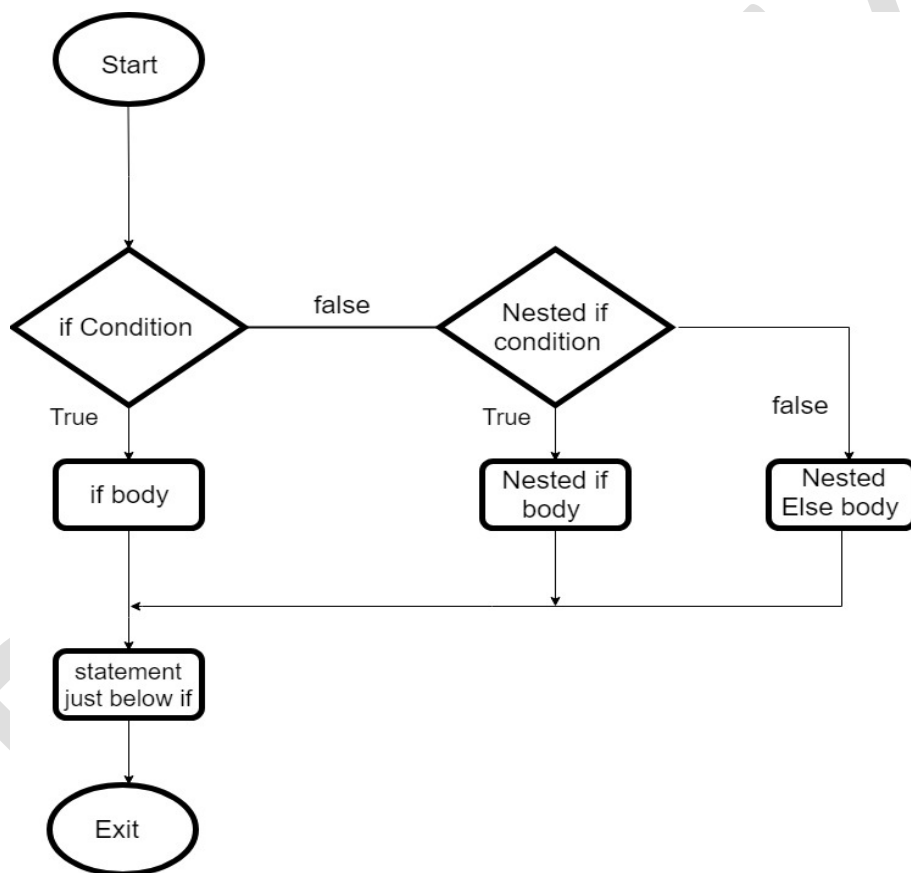 Start
if Condition
false
Nested if
condition
True
True
false
if body
Nested if
body
Nested
Else body
statement
just below if
Exit